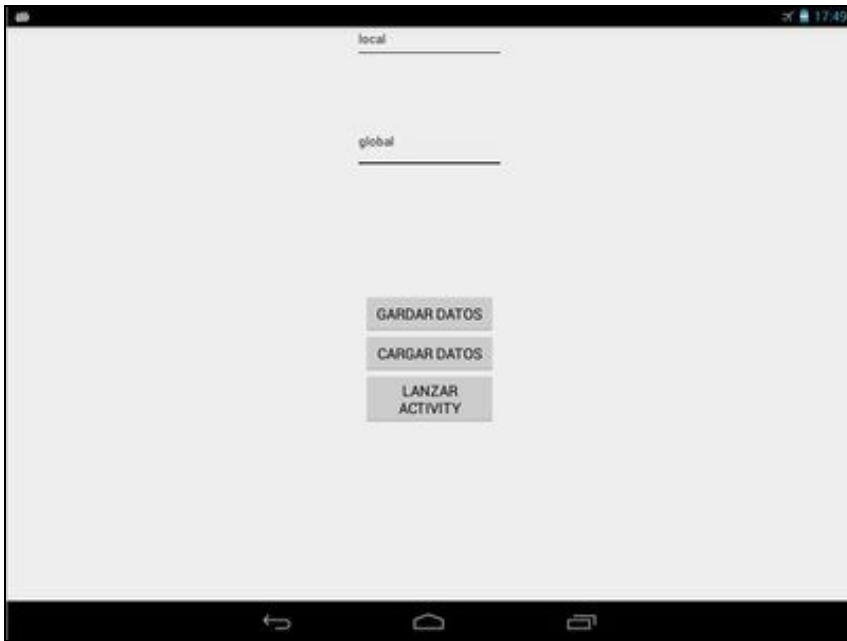 17:49
local
global
GARDAR DATOS
CARGAR DATOS
LANZAR
ACTIVITY